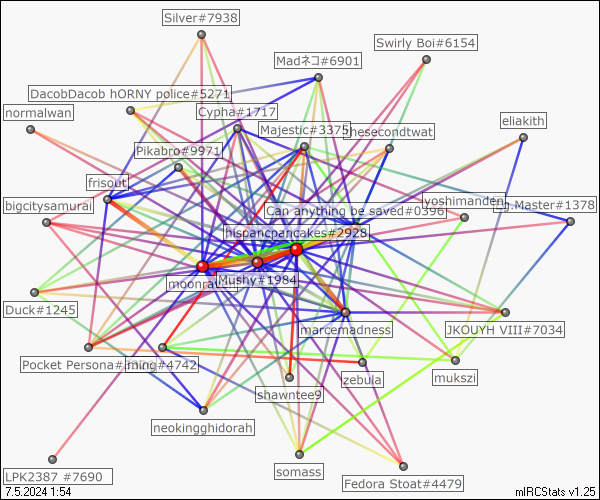 Silver#7938
Swirly Boi#6154
Madネコ#6901
DacobDacob hORNY police#5271
normalwan
Cypha#1717
eliakith
Majestic#3375
hesecondtwat
Pikabro#9971
frisout
bigcitysamurai
yoshimanden
.Master#1378
Can anything be saved#0396
hispancpancakes#2928
moonra
Mushy#1984
Duck#1245
marcemadness
JKOUYH VIII#7034
Pocket Persona#
ming#4742
zebula
mukszi
shawntee9
neokingghidorah
somass
LPK2387 #7690
Fedora Stoat#4479
7.5.2024 1:54
mIRCStats v1.25